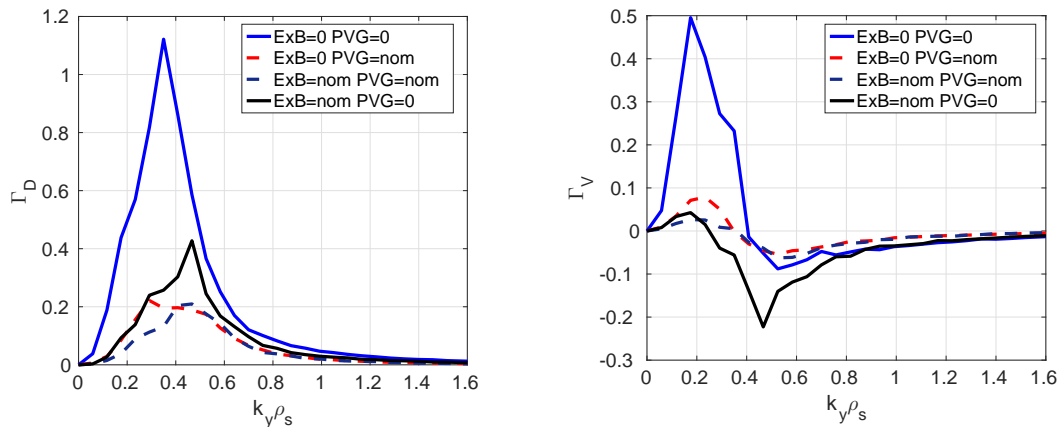 1.2
1
0.8
0.6
0.4
0.2
0
Γ_D
ExB=0 PVG=0
ExB=0 PVG=nom
ExB=nom PVG=nom
ExB=nom PVG=0
0 0.2 0.4 0.6 0.8 1 1.2 1.4 1.6
k_yρ_s
0.5
0.4
0.3
0.2
0.1
0
-0.1
-0.2
-0.3
Γ_V
ExB=0 PVG=0
ExB=0 PVG=nom
ExB=nom PVG=nom
ExB=nom PVG=0
0 0.2 0.4 0.6 0.8 1 1.2 1.4 1.6
k_yρ_s